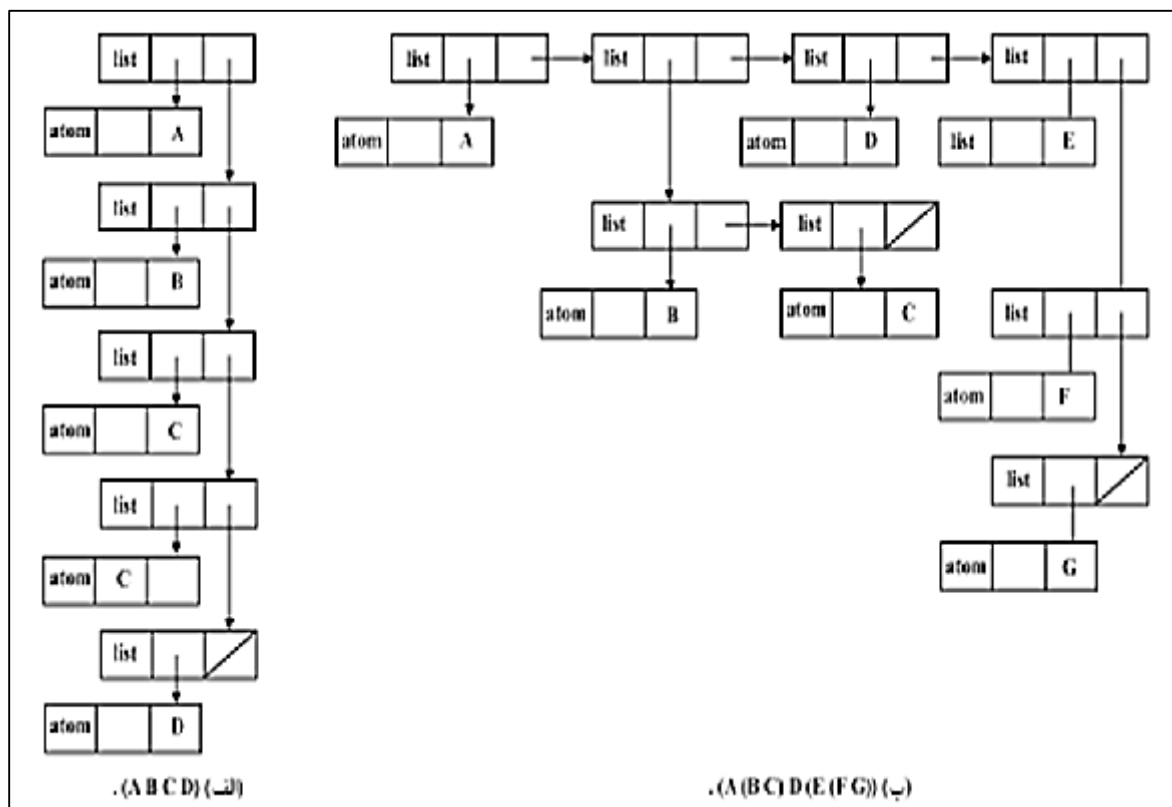 list
atom A
list
atom B
list
atom C
list
atom C
list
atom D
(الف) (A B C D) .
list list list list
atom A atom D list E
list list
atom B atom C
list
atom F
list
atom G
(ب) (A (B C) D (E (F G)) .